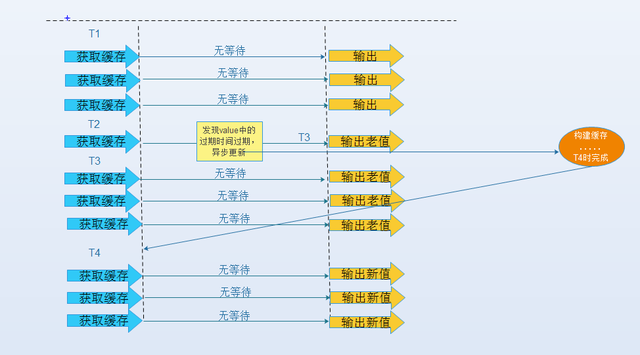 T1
获取缓存 无等待 输出
获取缓存 无等待 输出
获取缓存 无等待 输出
T2
获取缓存
发现value中的
过期时间过期，
异步更新
T3
输出老值
构建缓存
.....
T4时完成
T3
获取缓存 无等待 输出老值
获取缓存 无等待 输出老值
获取缓存 无等待 输出老值
T4
获取缓存 无等待 输出新值
获取缓存 无等待 输出新值
获取缓存 无等待 输出新值